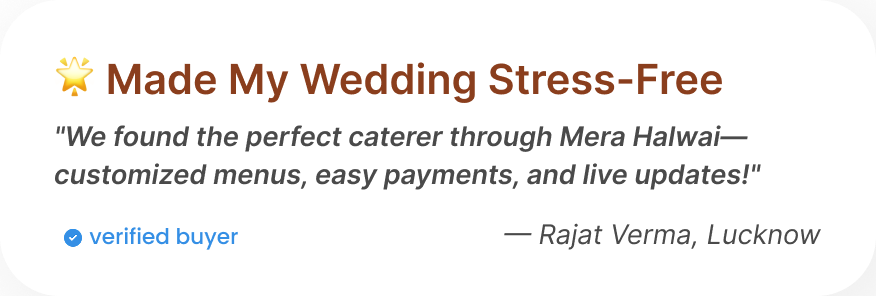 🌟 Made My Wedding Stress-Free
"We found the perfect caterer through Mera Halwai—
customized menus, easy payments, and live updates!"
verified buyer
— Rajat Verma, Lucknow